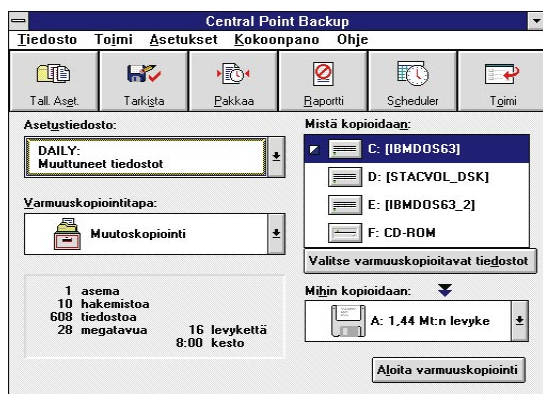 Central Point Backup
Tiedosto Toimi Asetukset Kokoonpano Ohje
Tall. Aset. Tarkista Pakkaa Raportti Scheduler Toimi
Asetustiedosto:
DAILY:
Muuttuneet tiedostot
Varmuuskopiointitapa:
Muutoskopiointi
1 asema
10 hakemistoa
608 tiedostoa
28 megatavua 16 levykettä
8:00 kesto
Mistä kopioidaan:
C: [IBMDOS63]
D: [STACVOL_DSK]
E: [IBMDOS63_2]
F: CD-ROM
Valitse varmuuskopioitavat tiedostot
Mihin kopioidaan:
A: 1,44 Mt:n levyke
Aloita varmuuskopiointi